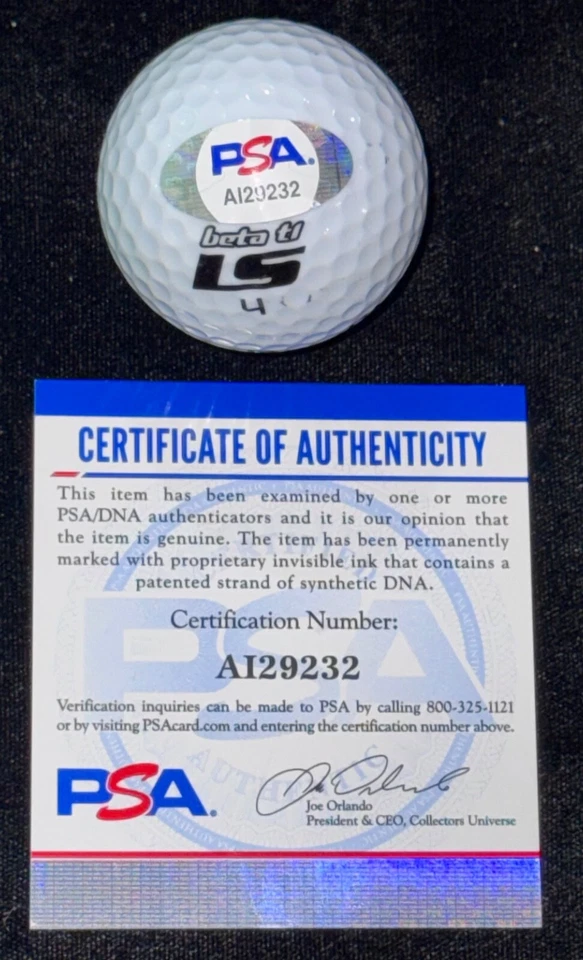 PSA.
AI29232
beta ti
LS
4
CERTIFICATE OF AUTHENTICITY
This item has been examined by one or more
PSA/DNA authenticators and it is our opinion that
the item is genuine. The item has been permanently
marked with proprietary invisible ink that contains a
patented strand of synthetic DNA.
Certification Number:
AI29232
Verification inquiries can be made to PSA by calling 800-325-1121
or by visiting PSAcard.com and entering the certification number above.
PSA.
Joe Orlando
President & CEO, Collectors Universe